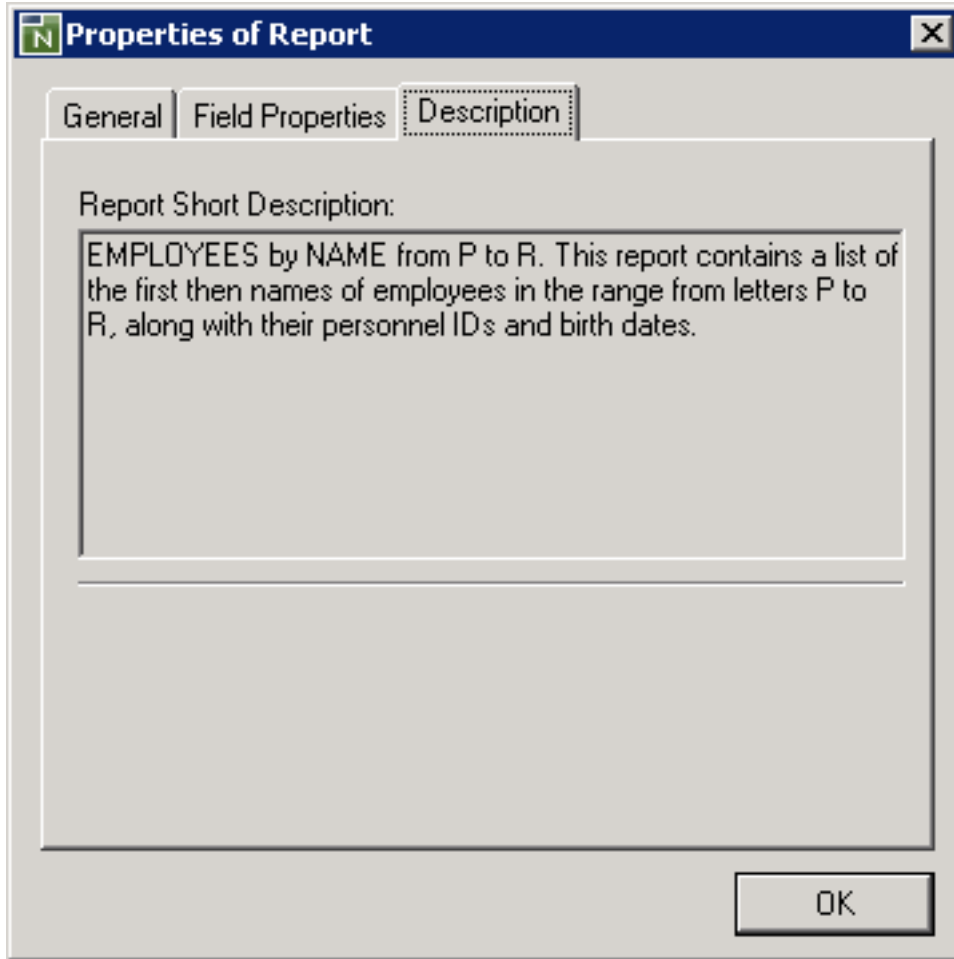 N Properties of Report
General Field Properties Description
Report Short Description:
EMPLOYEES by NAME from P to R. This report contains a list of
the first then names of employees in the range from letters P to
R, along with their personnel IDs and birth dates.
OK